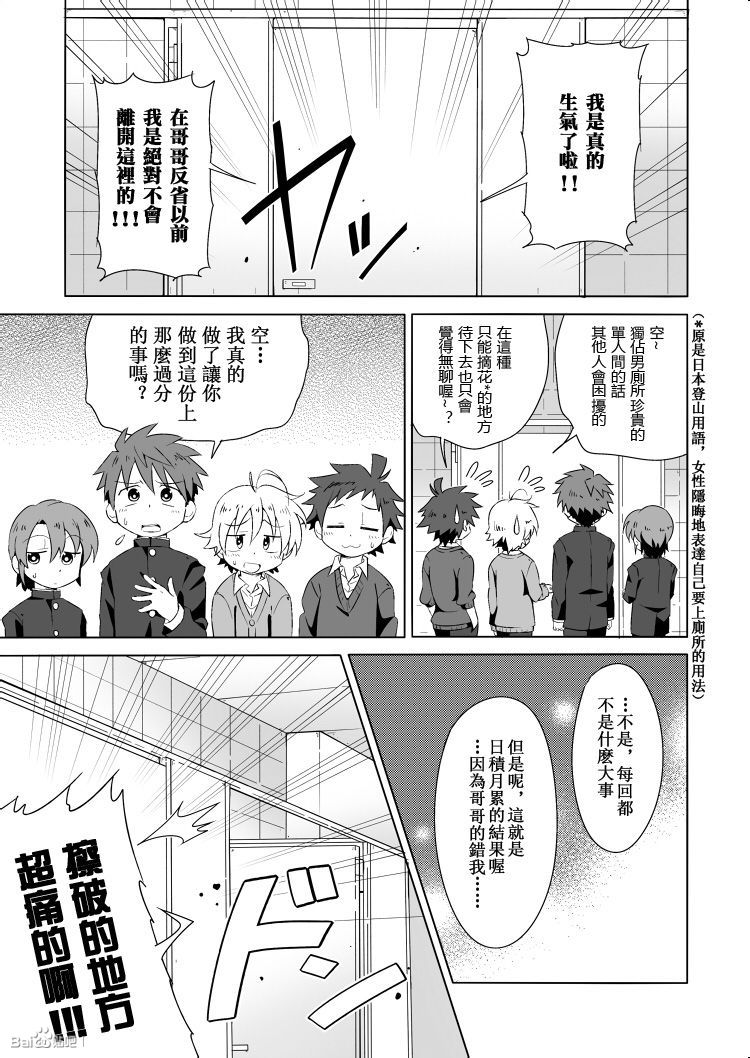 我是真的
生氣了啦!!
在哥哥反省以前
我是絕對不會
離開這裡的!!!
ガッ
(*原是日本登山用語，女性隱晦地表達自己要上廁所的用法)
空~
獨佔男廁所珍貴的
單人間的話
其他人會困擾的
在這種
只能摘花*的地方
待下去也只會
覺得無聊喔~?
空…
我真的
做了讓你
做到這份上
那麼過分
的事嗎?
…不是，每回都
不是什麼大事
但是呢，這就是
日積月累的結果喔
…因為哥哥的錯我……
ドン
擦破的地方
超痛的啊!!!
Bai 贴吧